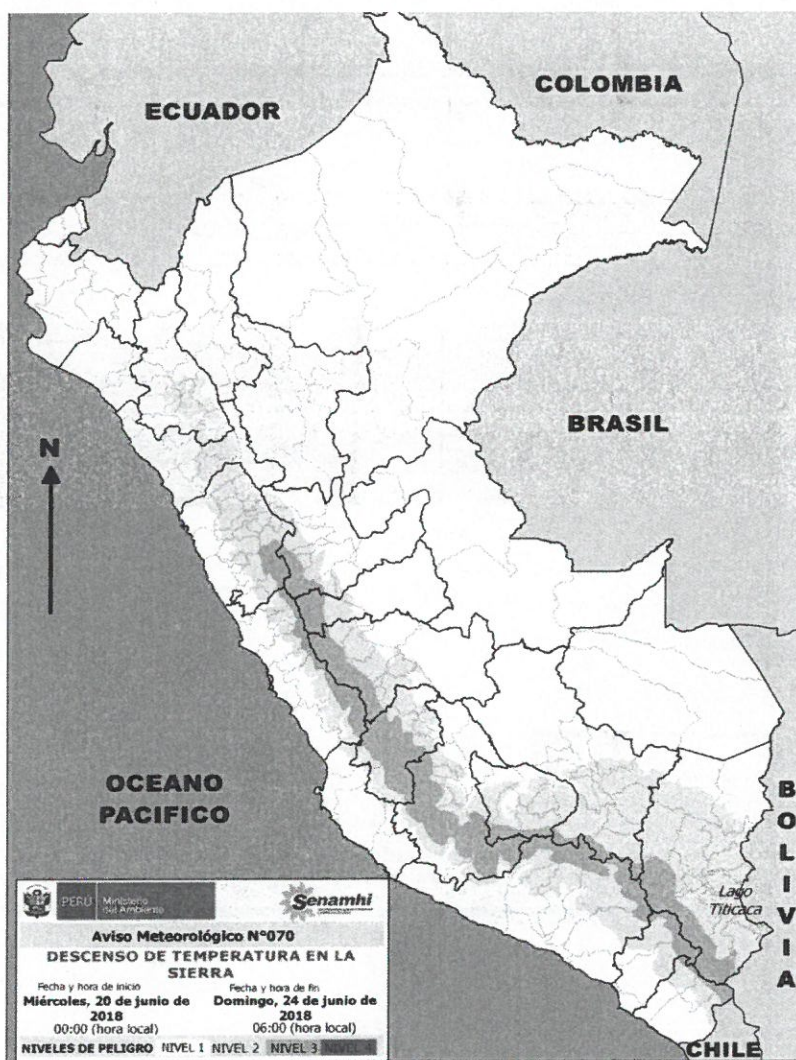 COLOMBIA
ECUADOR
BRASIL
N
OCEANO
PACIFICO
BOLIVIA
Lago
Titicaca
CHILE
PERÚ Ministerio
del Ambiente
Senamhi
Aviso Meteorológico N°070
DESCENSO DE TEMPERATURA EN LA
SIERRA
Fecha y hora de inicio Fecha y hora de fin
Miércoles, 20 de junio de
2018
00:00 (hora local)
Domingo, 24 de junio de
2018
06:00 (hora local)
NIVELES DE PELIGRO NIVEL 1 NIVEL 2 NIVEL 3 NIVEL 4